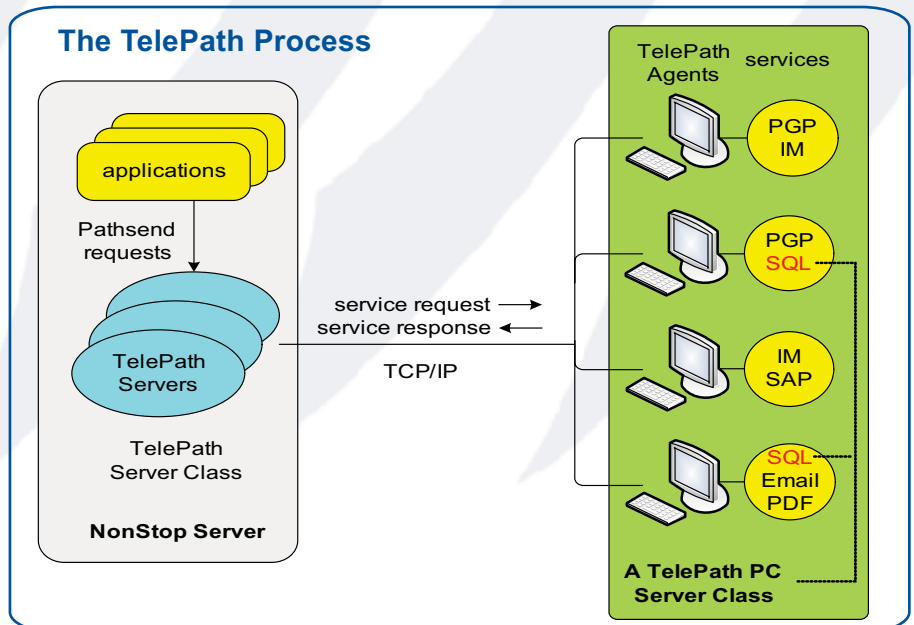 The TelePath Process
applications
Pathsend
requests
TelePath
Servers
TelePath
Server Class
NonStop Server
service request
service response
TCP/IP
TelePath
Agents
services
PGP
IM
PGP
SQL
IM
SAP
SQL
Email
PDF
A TelePath PC
Server Class